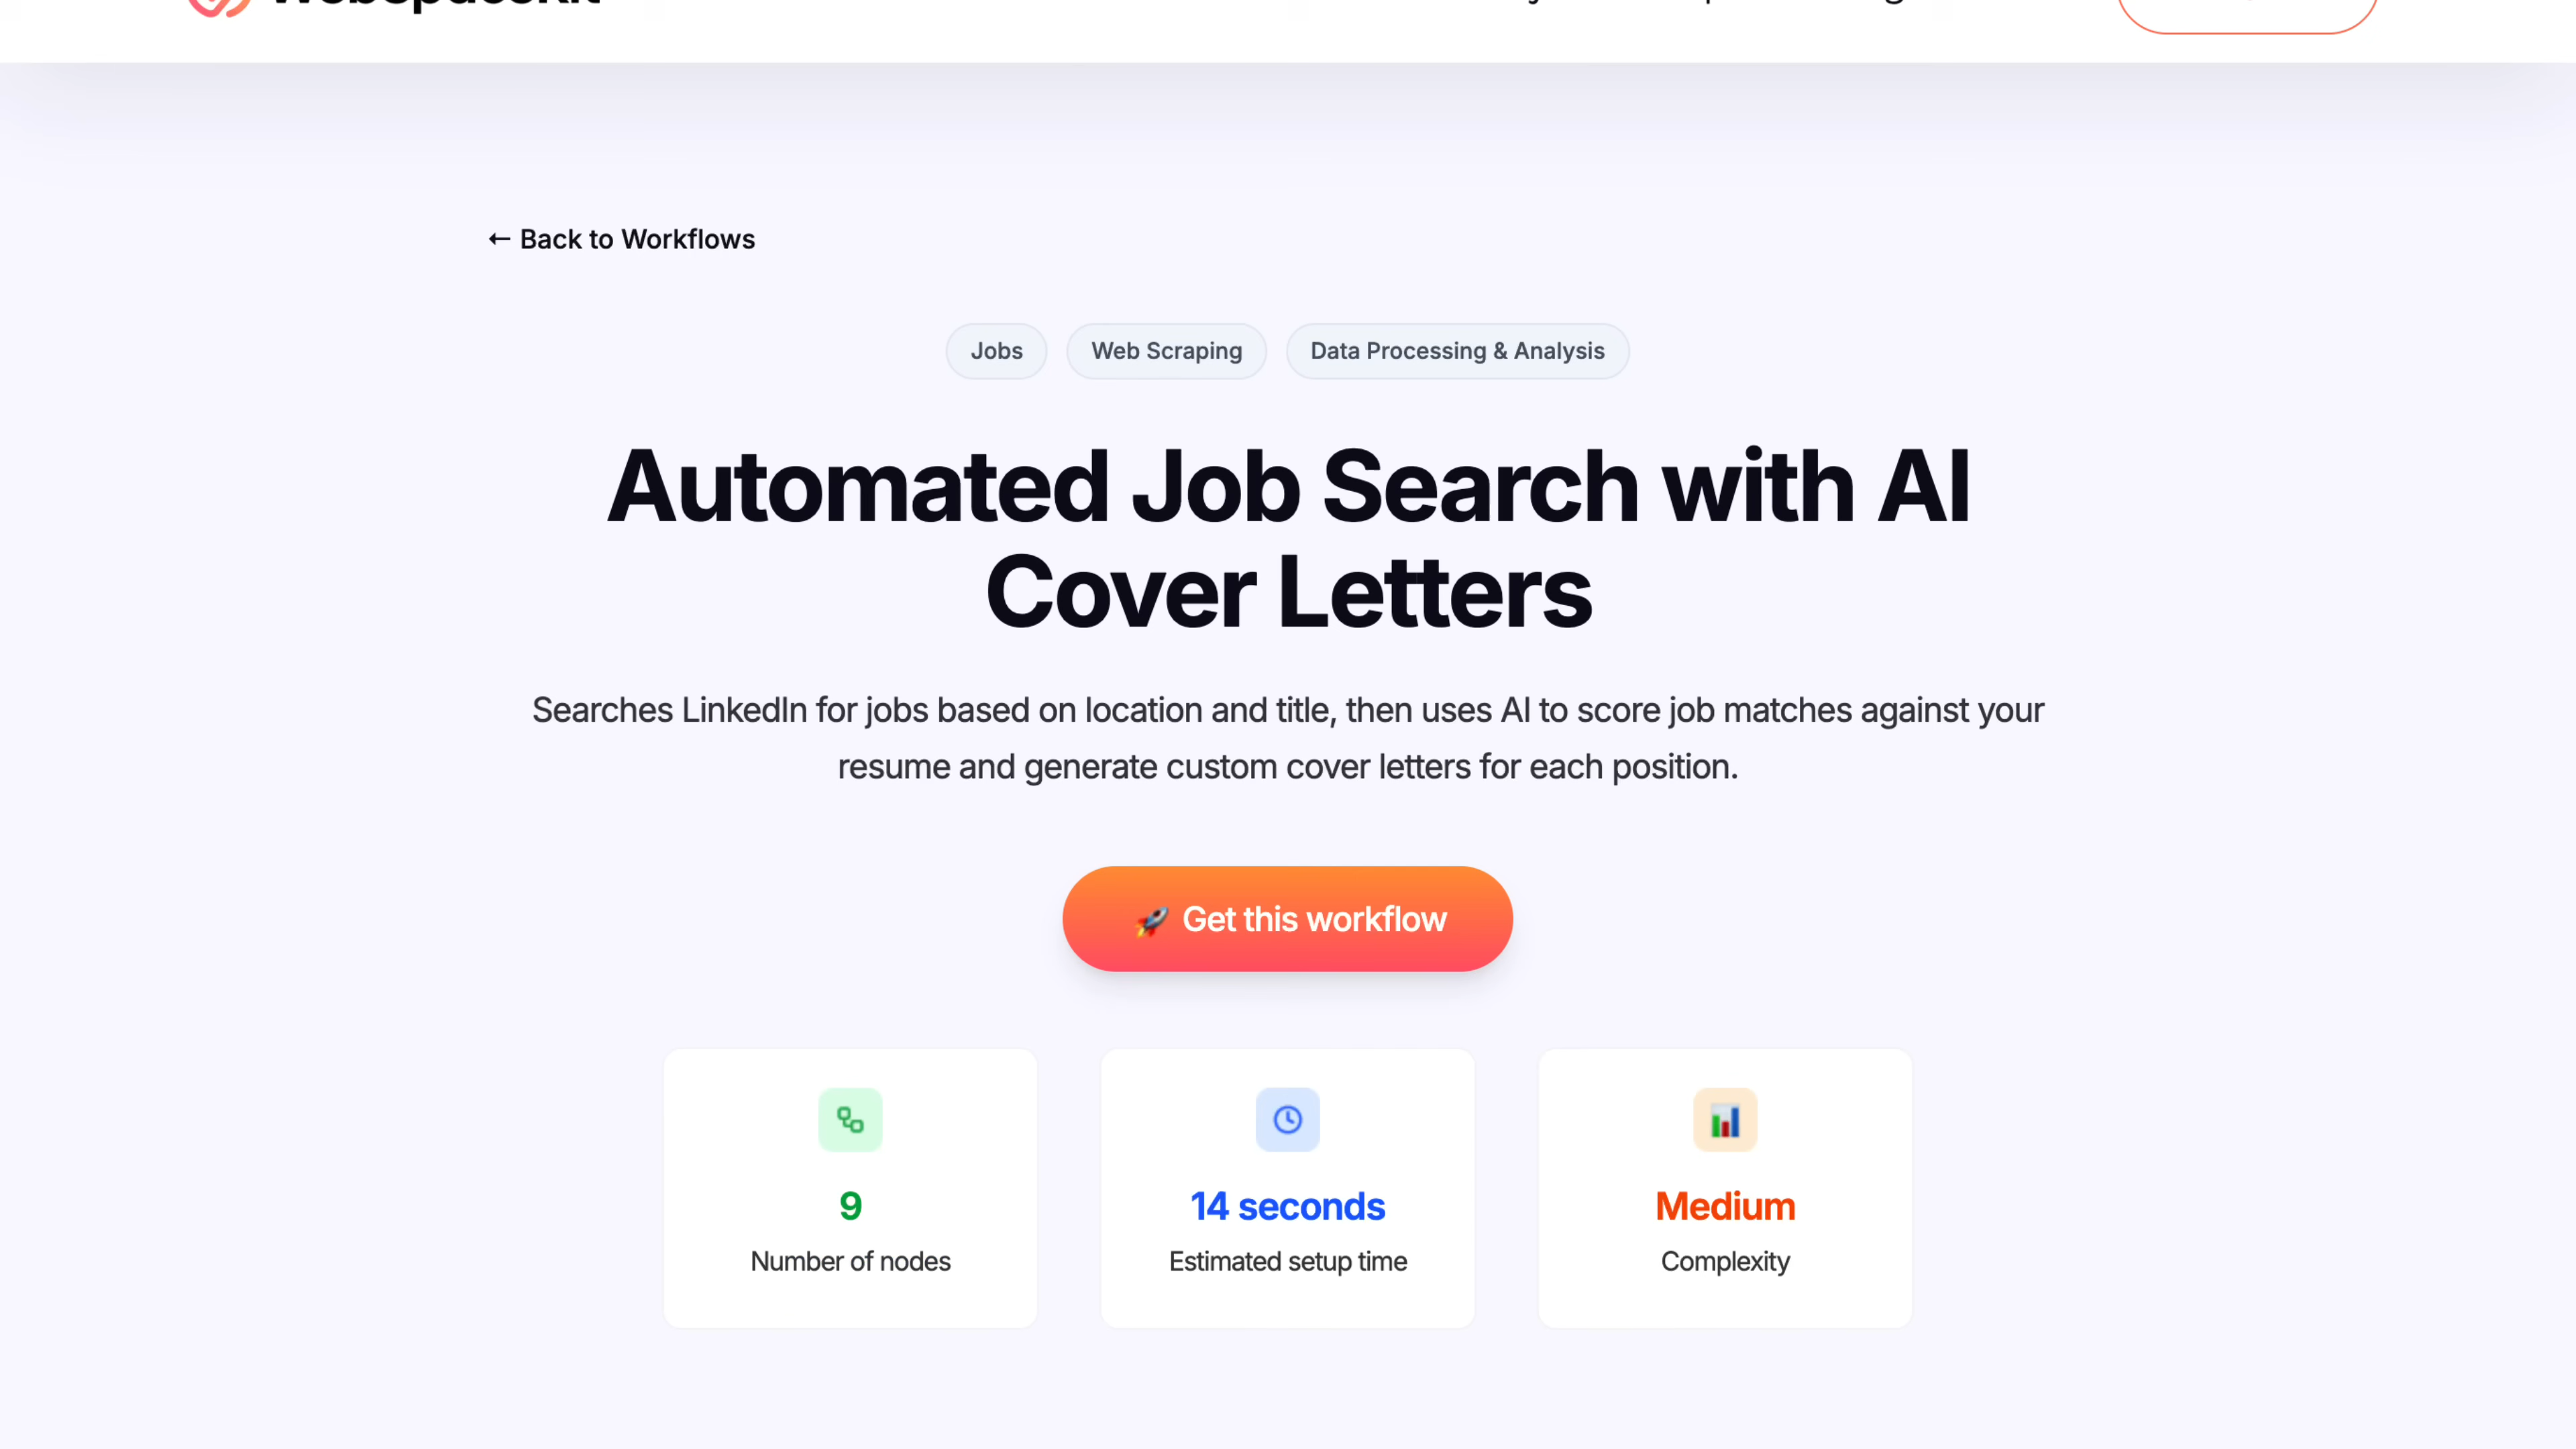 ← Back to Workflows
Jobs Web Scraping Data Processing & Analysis
Automated Job Search with AI
Cover Letters
Searches LinkedIn for jobs based on location and title, then uses AI to score job matches against your
resume and generate custom cover letters for each position.
🚀 Get this workflow
9 14 seconds Medium
Number of nodes Estimated setup time Complexity